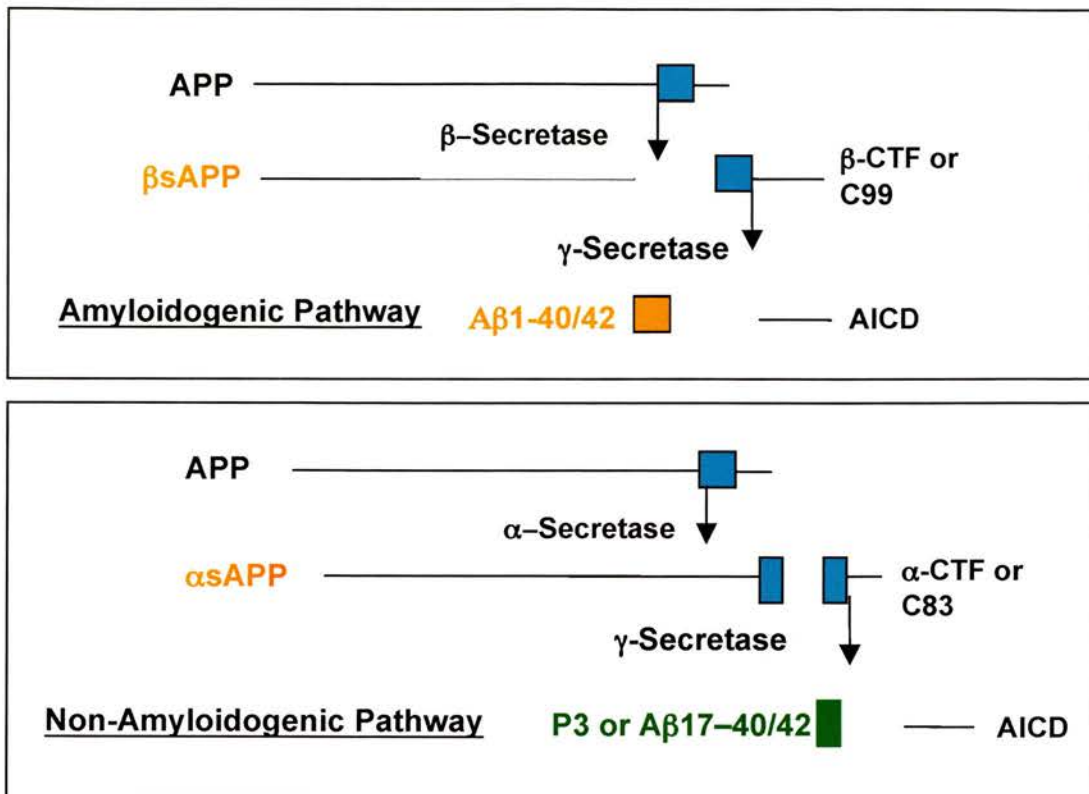 APP
β–Secretase
βsAPP
β-CTF or
C99
γ-Secretase
Amyloidogenic Pathway
Aβ1-40/42
AICD
APP
α–Secretase
αsAPP
α-CTF or
C83
γ-Secretase
Non-Amyloidogenic Pathway
P3 or Aβ17–40/42
AICD